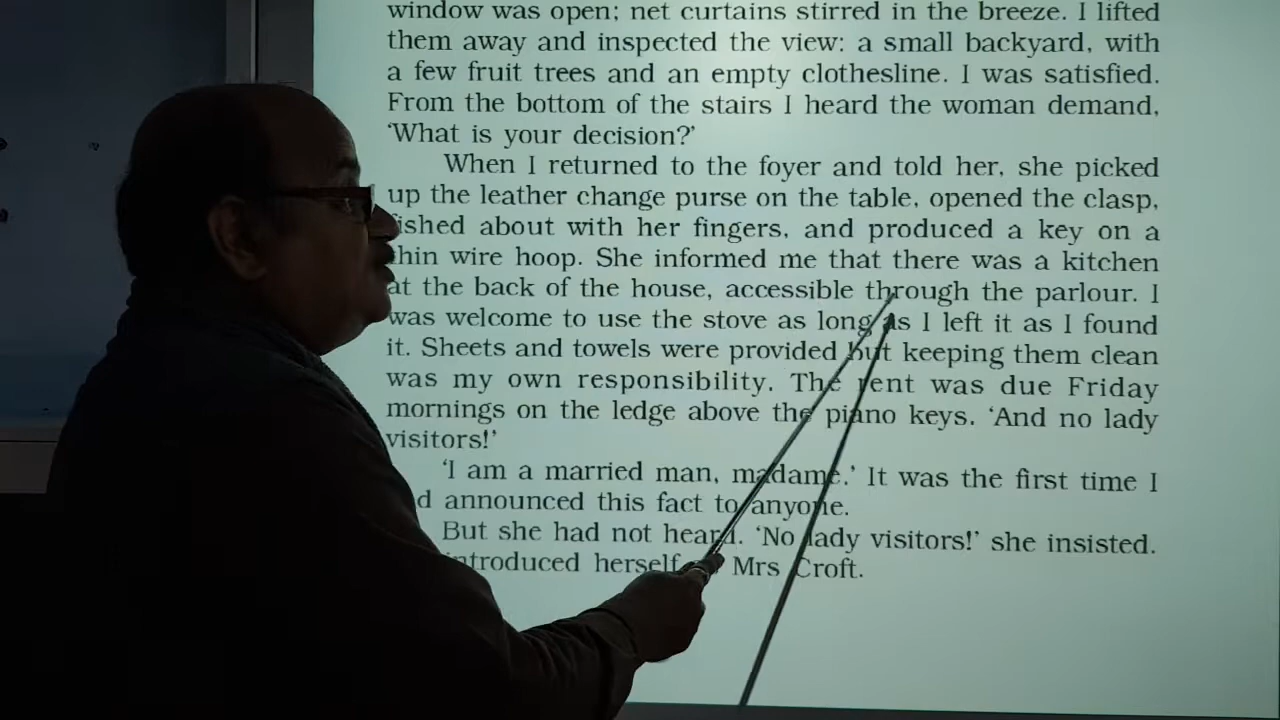 window was open; net curtains stirred in the breeze. I lifted
them away and inspected the view: a small backyard, with
a few fruit trees and an empty clothesline. I was satisfied.
From the bottom of the stairs I heard the woman demand,
‘What is your decision?’
When I returned to the foyer and told her, she picked
up the leather change purse on the table, opened the clasp,
ished about with her fingers, and produced a key on a
hin wire hoop. She informed me that there was a kitchen
at the back of the house, accessible through the parlour. I
was welcome to use the stove as long as I left it as I found
it. Sheets and towels were provided but keeping them clean
was my own responsibility. The rent was due Friday
mornings on the ledge above the piano keys. ‘And no lady
visitors!’
‘I am a married man, madame.’ It was the first time I
d announced this fact to anyone.
But she had not heard. ‘No lady visitors!’ she insisted.
introduced herself Mrs Croft.